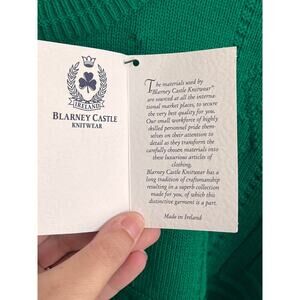 IRELAND
BLARNEY CASTLE
KNITWEAR
The materials used by
Blarney Castle Knitwear
are sourced at all the interna-
tional market places, to secure
the very best quality for you.
Our small workforce of highly
skilled personnel pride them-
selves on their attention to
detail as they transform the
carefully chosen materials into
these luxurious articles of
clothing.
Blarney Castle Knitwear has a
long tradition of craftsmanship
resulting in a superb collection
made for you, of which this
distinctive garment is a part.
Made in Ireland